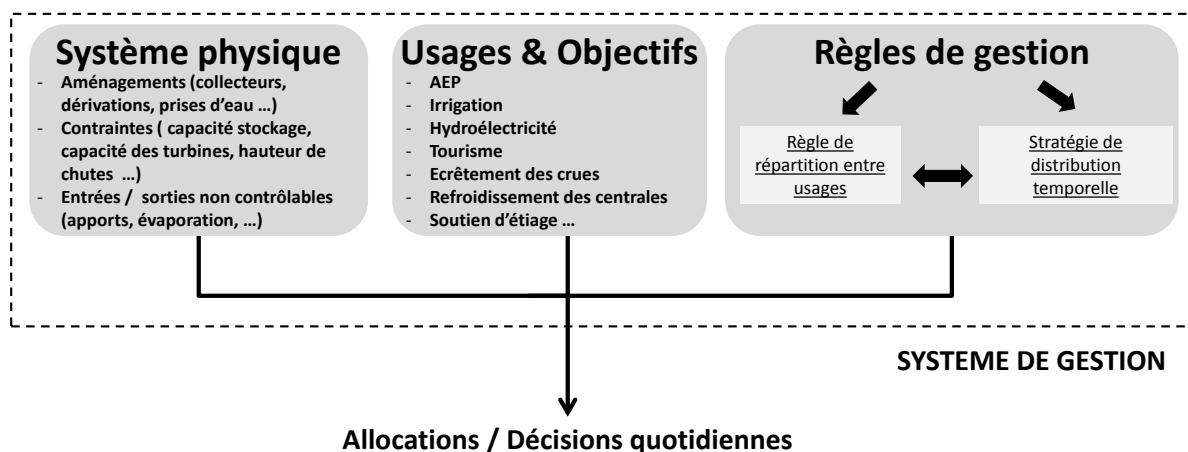 Système physique
- Aménagements (collecteurs,
dérivations, prises d'eau ...)
- Contraintes ( capacité stockage,
capacité des turbines, hauteur de
chutes ...)
- Entrées / sorties non contrôlables
(apports, évaporation, ...)
Usages & Objectifs
- AEP
- Irrigation
- Hydroélectricité
- Tourisme
- Ecrêtement des crues
- Refroidissement des centrales
- Soutien d'étiage ...
Règles de gestion
Règle de
répartition entre
usages
Stratégie de
distribution
temporelle
SYSTEME DE GESTION
Allocations / Décisions quotidiennes